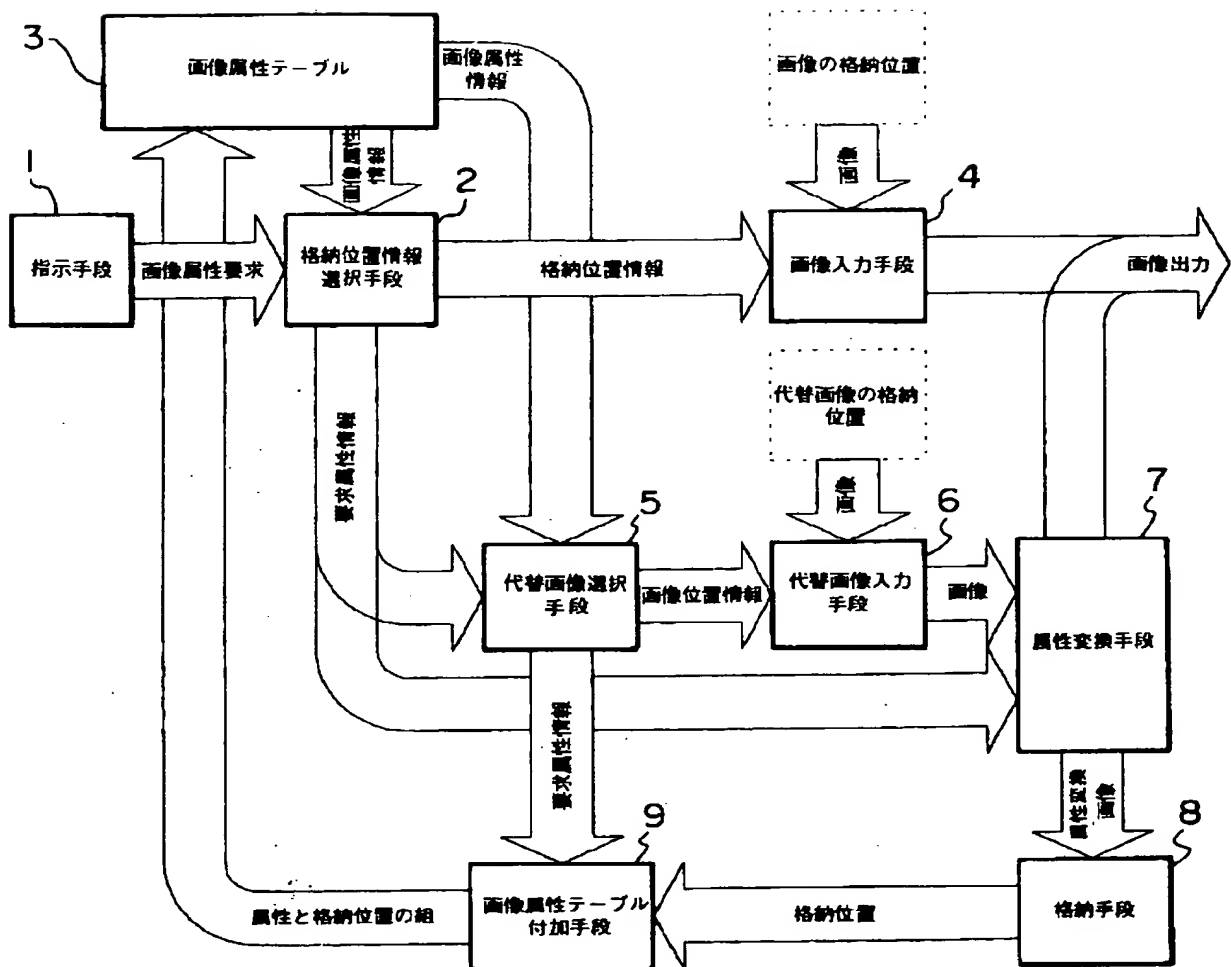 3
画像属性テーブル
画像属性
情報
画像の格納位置
画像属性
情報
画像
1
2
4
指示手段
画像属性要求
格納位置情報
選択手段
格納位置情報
画像入力手段
画像出力
代替画像の格納
位置
要求属性情報
画像
5
6
7
代替画像選択
手段
画像位置情報
代替画像入力
手段
画像
属性変換手段
要求属性情報
属性変換
画像
9
8
属性と格納位置の組
画像属性テーブル
付加手段
格納位置
格納手段